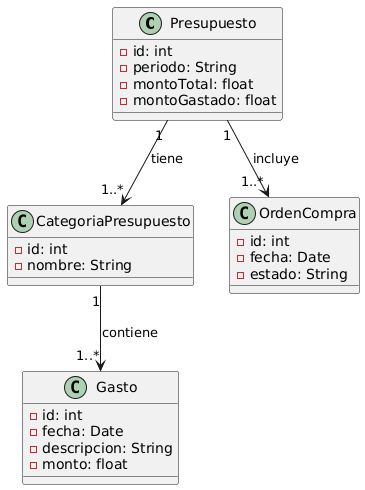 C Presupuesto
id: int
periodo: String
montoTotal: float
montoGastado: float
1 1
tiene incluye
1..* 1..*
C CategoriaPresupuesto
id: int
nombre: String
C OrdenCompra
id: int
fecha: Date
estado: String
1
contiene
1..*
C Gasto
id: int
fecha: Date
descripcion: String
monto: float